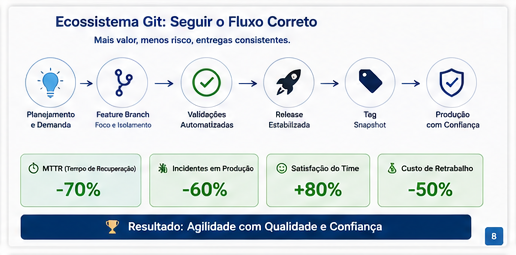 Ecossistema Git: Seguir o Fluxo Correto
Mais valor, menos risco, entregas consistentes.
Planejamento
e Demanda
Feature Branch
Foco e Isolamento
Validações
Automatizadas
Release
Estabilizada
Tag
Snapshot
Produção
com Confiança
MTTR (Tempo de Recuperação)
-70%
Incidentes em Produção
-60%
Satisfação do Time
+80%
Custo de Retrabalho
-50%
Resultado: Agilidade com Qualidade e Confiança
8